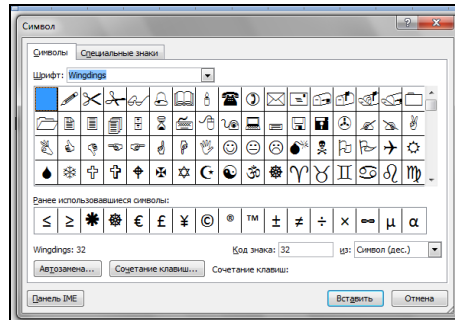 Символ
Символы Специальные знаки
Шрифт: Wingdings
Ранее использовавшиеся символы:
≤ ≥ ✱ ☸ € £ ¥ © ® ™ ± ≠ ÷ × ∞ µ α
Wingdings: 32 Код знака: 32 из: Символ (дес.)
Автозамена... Сочетание клавиш... Сочетание клавиш:
Панель IME Вставить Отмена